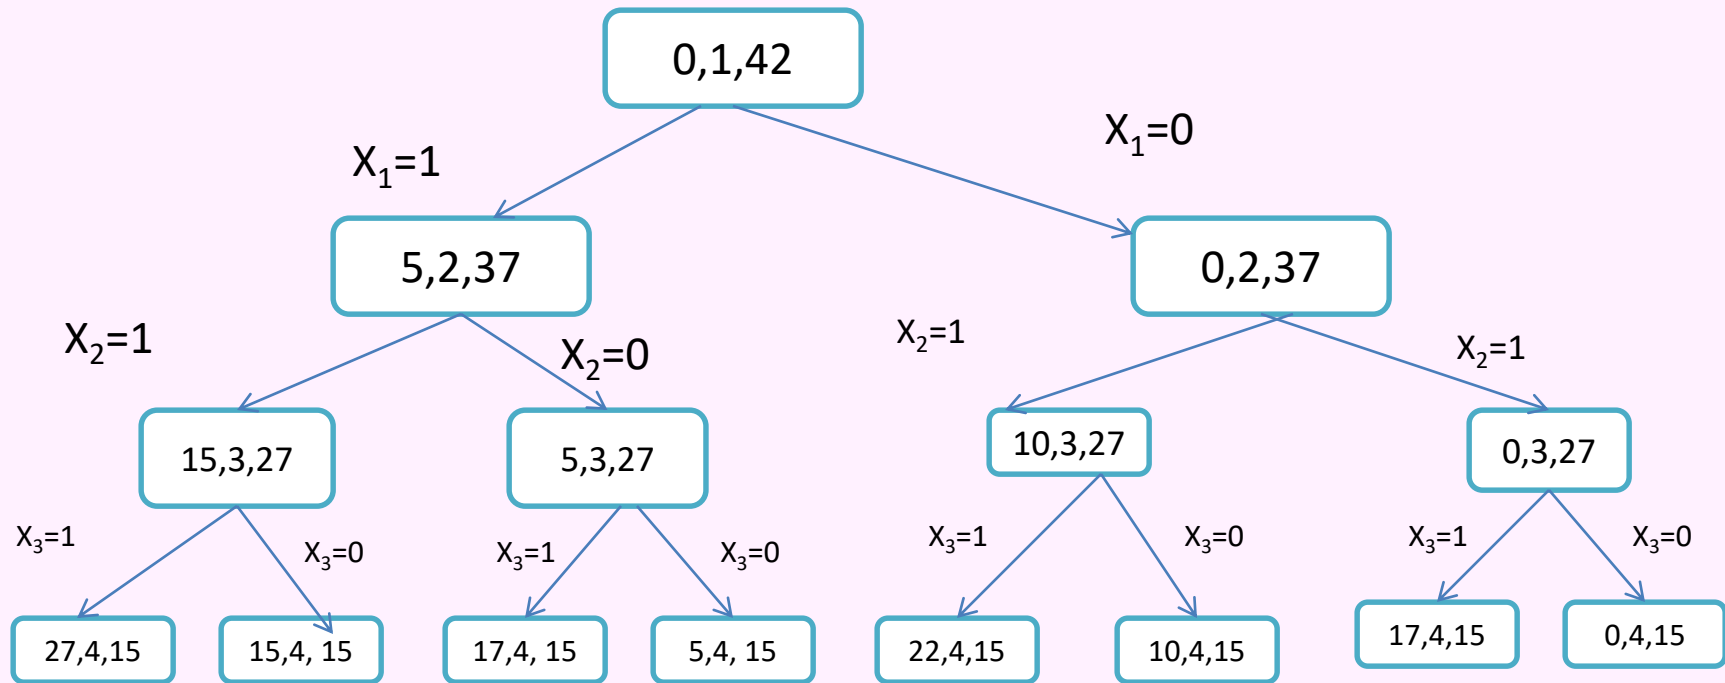 0,1,42
X₁=1
X₁=0
5,2,37
0,2,37
X₂=1
X₂=0
X₂=1
X₂=1
15,3,27
5,3,27
10,3,27
0,3,27
X₃=1
X₃=0
X₃=1
X₃=0
X₃=1
X₃=0
X₃=1
X₃=0
27,4,15
15,4, 15
17,4, 15
5,4, 15
22,4,15
10,4,15
17,4,15
0,4,15